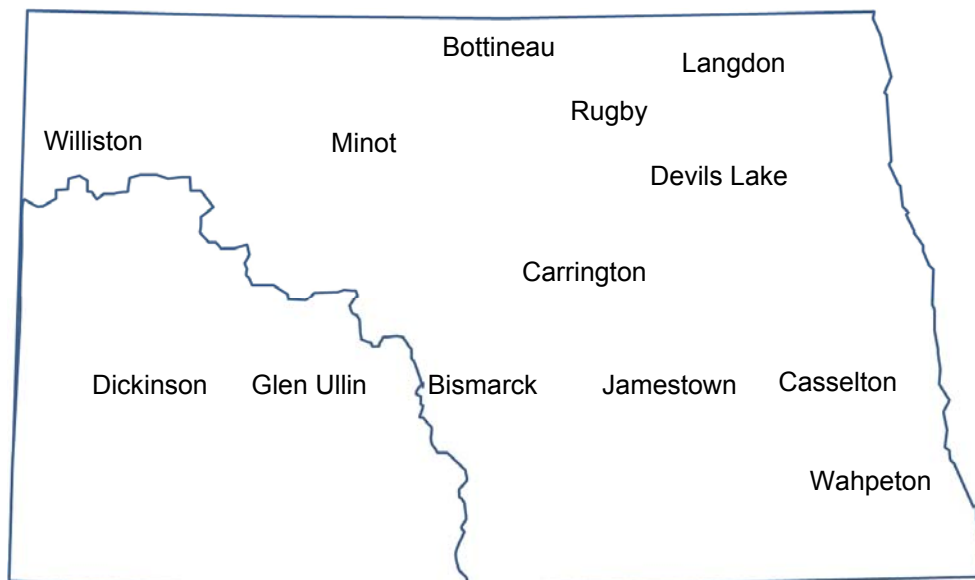 Bottineau
Langdon
Rugby
Williston
Minot
Devils Lake
Carrington
Dickinson
Glen Ullin
Bismarck
Jamestown
Casselton
Wahpeton